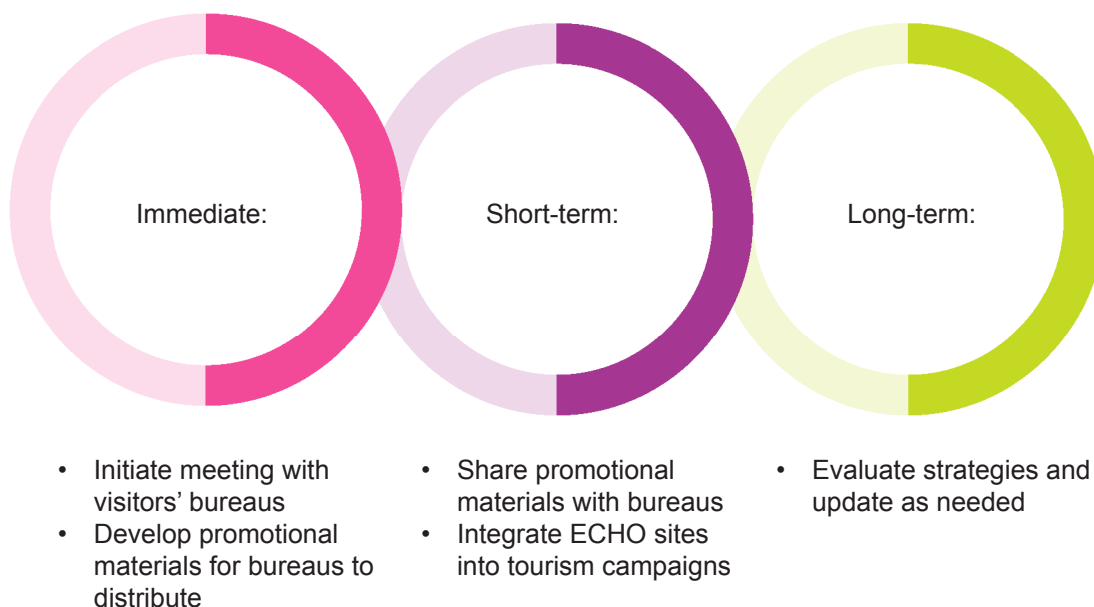 Immediate:
Short-term:
Long-term:
• Initiate meeting with
visitors’ bureaus
• Develop promotional
materials for bureaus to
distribute
• Share promotional
materials with bureaus
• Integrate ECHO sites
into tourism campaigns
• Evaluate strategies and
update as needed